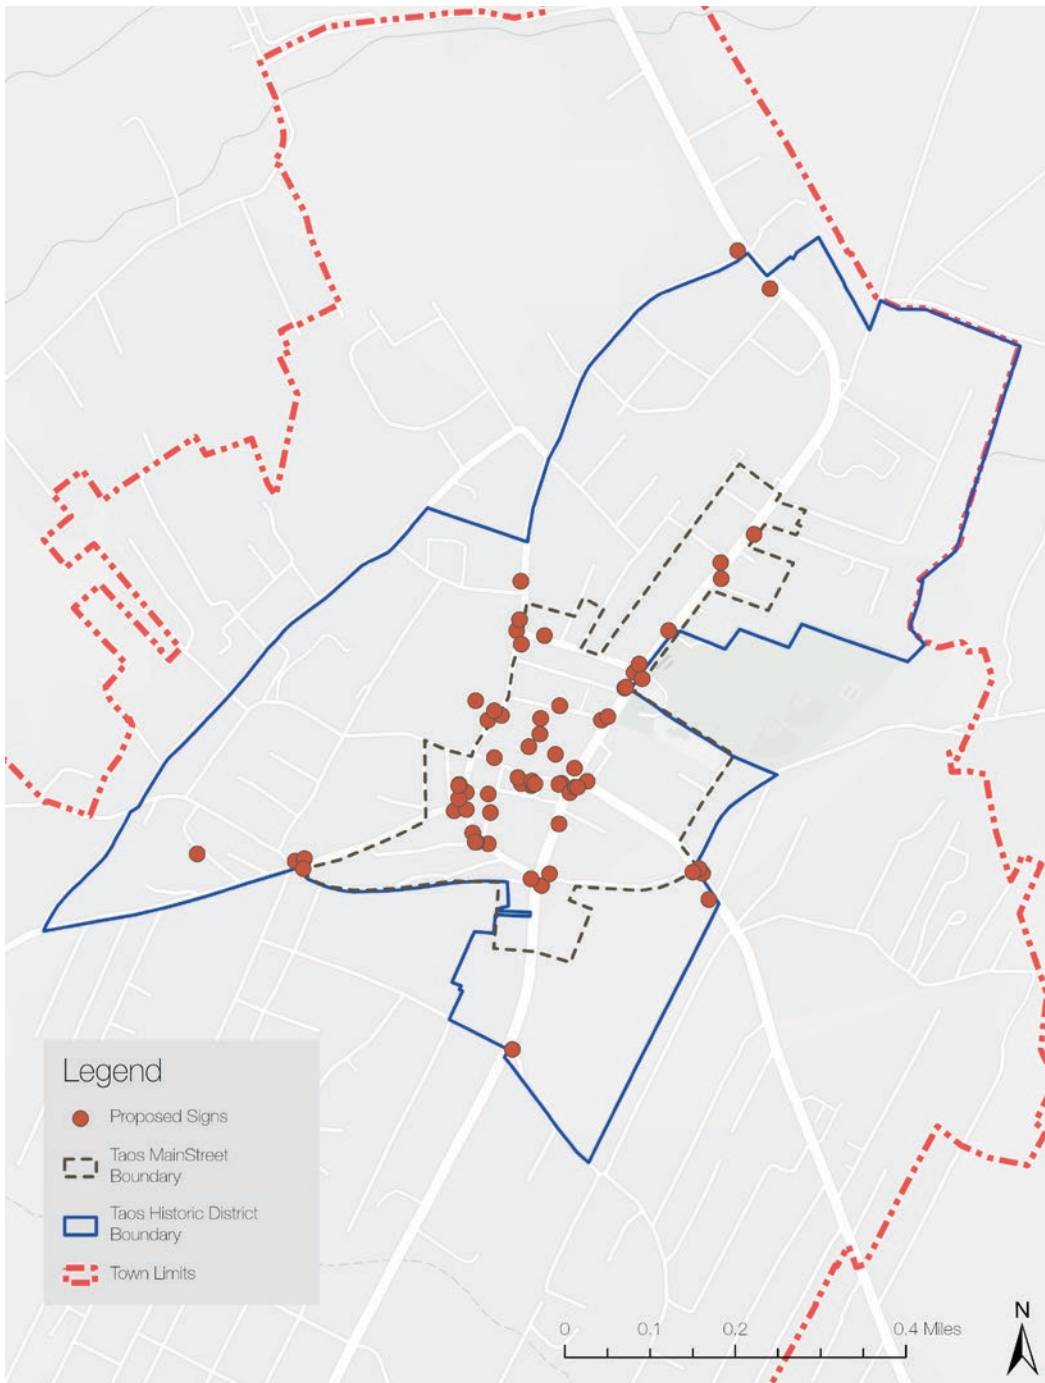 Legend
Proposed Signs
Taos MainStreet
Boundary
Taos Historic District
Boundary
Town Limits
0 0.1 0.2 0.4 Miles
N